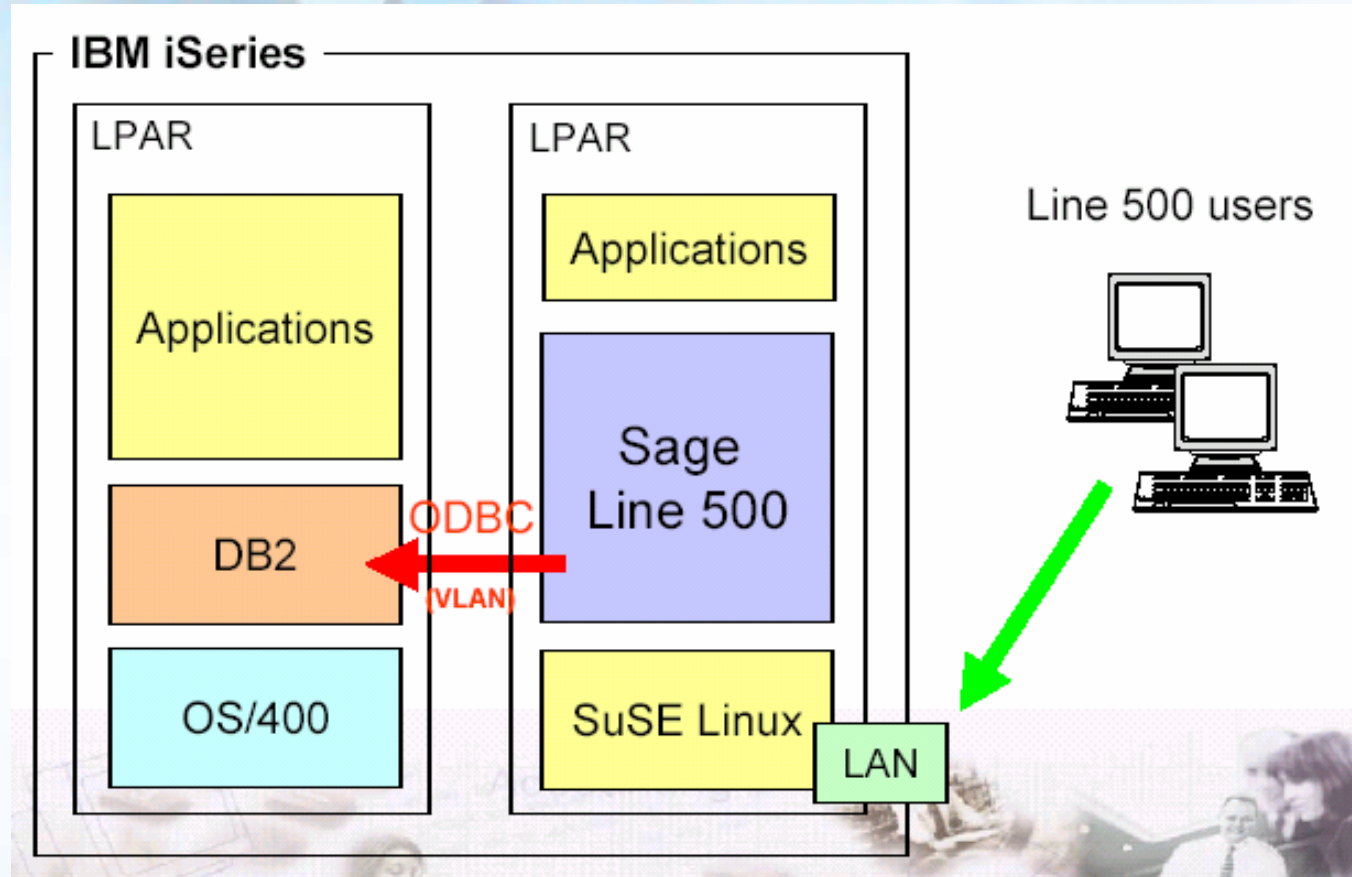 IBM iSeries
LPAR
Applications
DB2
OS/400
ODBC
(VLAN)
LPAR
Applications
Sage
Line 500
SuSE Linux
LAN
Line 500 users